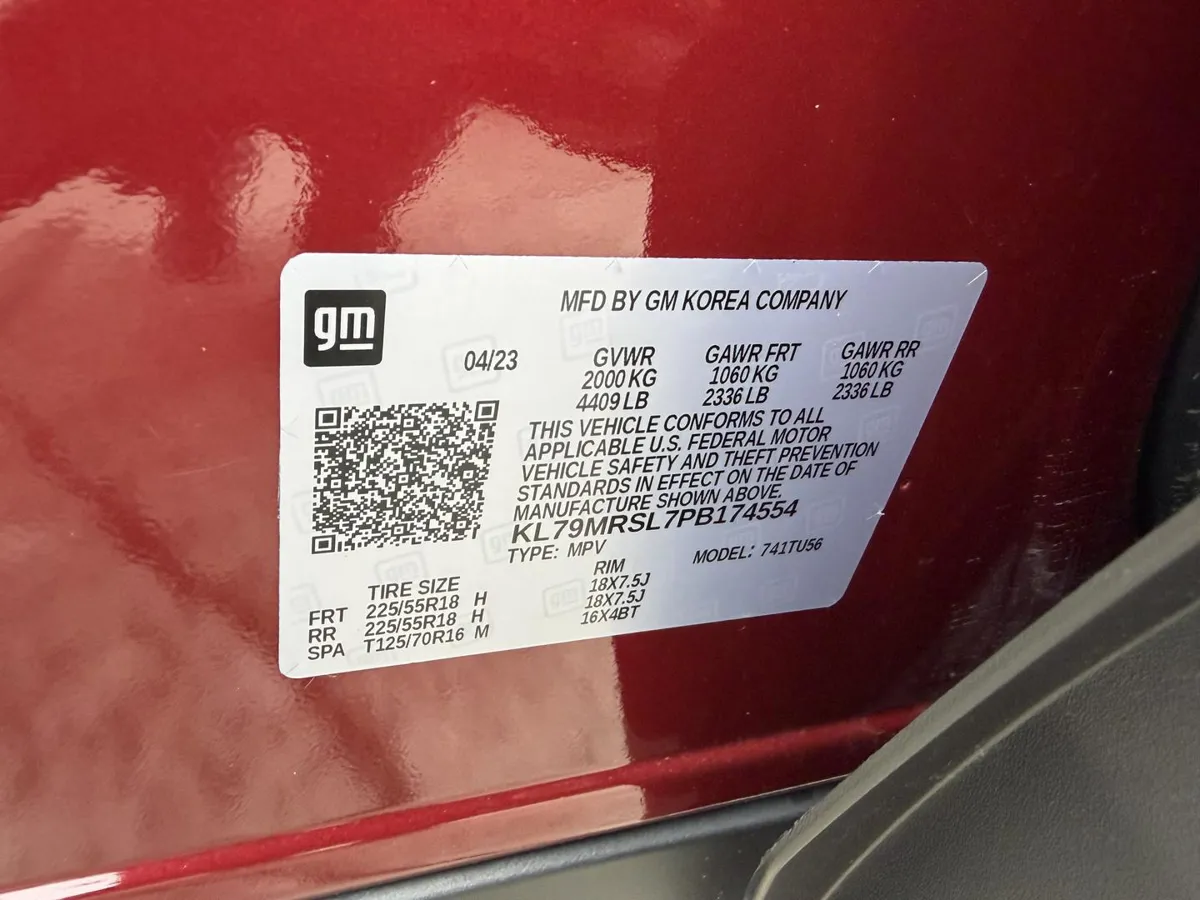 gm
MFD BY GM KOREA COMPANY
04/23 GVWR GAWR FRT GAWR RR
2000 KG 1060 KG 1060 KG
4409 LB 2336 LB 2336 LB
THIS VEHICLE CONFORMS TO ALL
APPLICABLE U.S. FEDERAL MOTOR
VEHICLE SAFETY AND THEFT PREVENTION
STANDARDS IN EFFECT ON THE DATE OF
MANUFACTURE SHOWN ABOVE.
KL79MRSL7PB174554
TYPE: MPV MODEL: 741TU56
TIRE SIZE RIM
FRT 225/55R18 H 18X7.5J
RR 225/55R18 H 18X7.5J
SPA T125/70R16 M 16X4BT